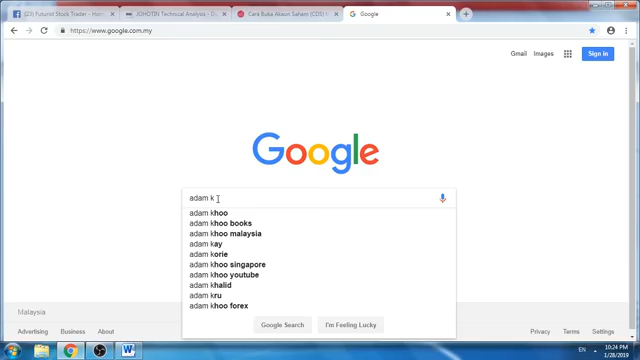 (23) Futurist Stock Trader - Hom
JOHOTIN Technical Analysis - D
Cara Buka Akaun Saham (CDS) I
Google
https://www.google.com.my
Gmail Images Sign in
Google
adam k
adam khoo
adam khoo books
adam khoo malaysia
adam kay
adam korie
adam khoo singapore
adam khoo youtube
adam khalid
adam kru
adam khoo forex
Google Search I'm Feeling Lucky
Malaysia
Advertising Business About Privacy Terms Settings
EN 10:24 PM
1/28/2019